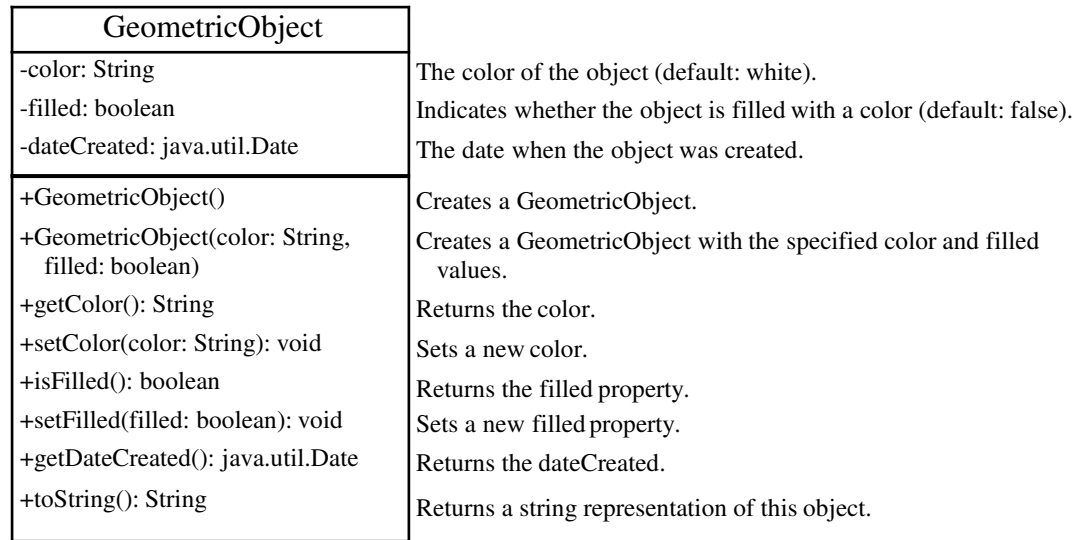 GeometricObject
-color: String
The color of the object (default: white).
-filled: boolean
Indicates whether the object is filled with a color (default: false).
-dateCreated: java.util.Date
The date when the object was created.
+GeometricObject()
Creates a GeometricObject.
+GeometricObject(color: String,
filled: boolean)
Creates a GeometricObject with the specified color and filled
values.
+getColor(): String
Returns the color.
+setColor(color: String): void
Sets a new color.
+isFilled(): boolean
Returns the filled property.
+setFilled(filled: boolean): void
Sets a new filled property.
+getDateCreated(): java.util.Date
Returns the dateCreated.
+toString(): String
Returns a string representation of this object.